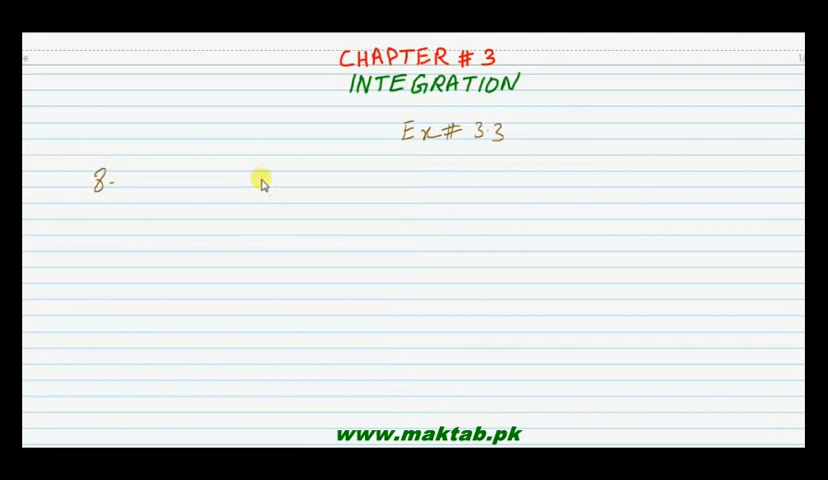 CHAPTER # 3
INTEGRATION
Ex# 3.3
8.
www.maktab.pk